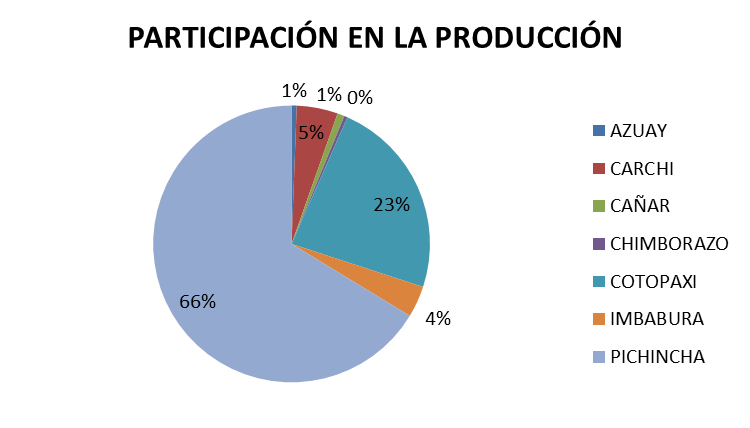 PARTICIPACIÓN EN LA PRODUCCIÓN
1%
1%
0%
5%
23%
66%
4%
AZUAY
CARCHI
CAÑAR
CHIMBORAZO
COTOPAXI
IMBABURA
PICHINCHA